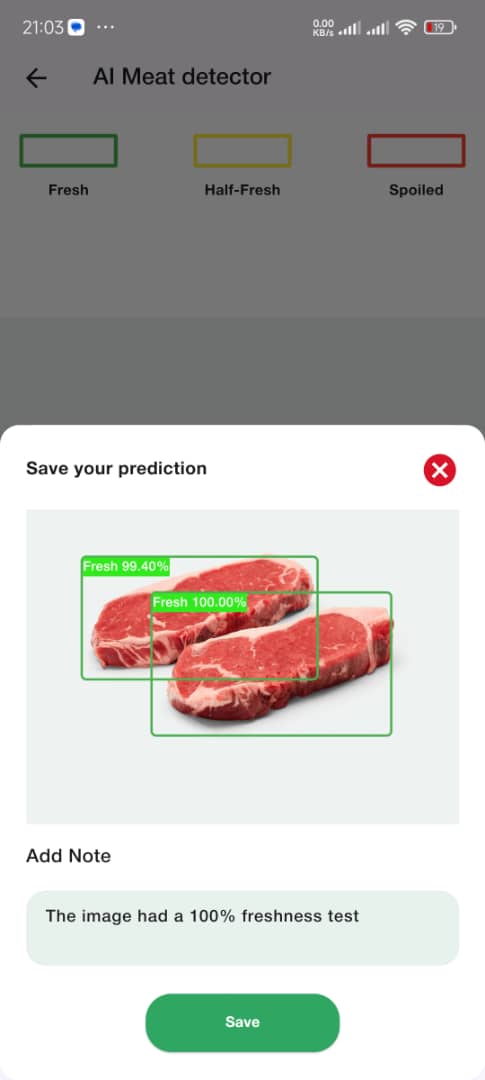 21:03 ...
0.00
KB/s
19
AI Meat detector
Fresh
Half-Fresh
Spoiled
Save your prediction
Fresh 99.40%
Fresh 100.00%
Add Note
The image had a 100% freshness test
Save